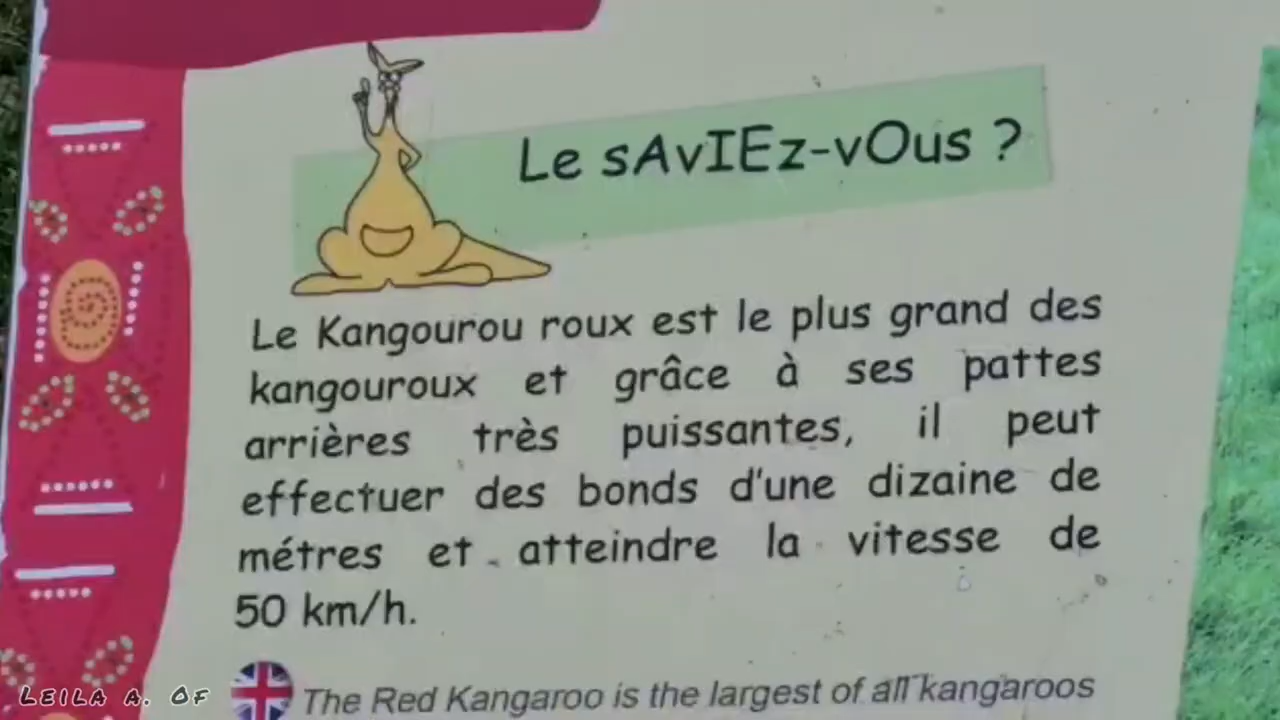 Le sAvIEz-vOus ?
Le Kangourou roux est le plus grand des
kangouroux et grâce à ses pattes
arrières très puissantes, il peut
effectuer des bonds d'une dizaine de
métres et atteindre la vitesse de
50 km/h.
The Red Kangaroo is the largest of all kangaroos
LEILA A. OF